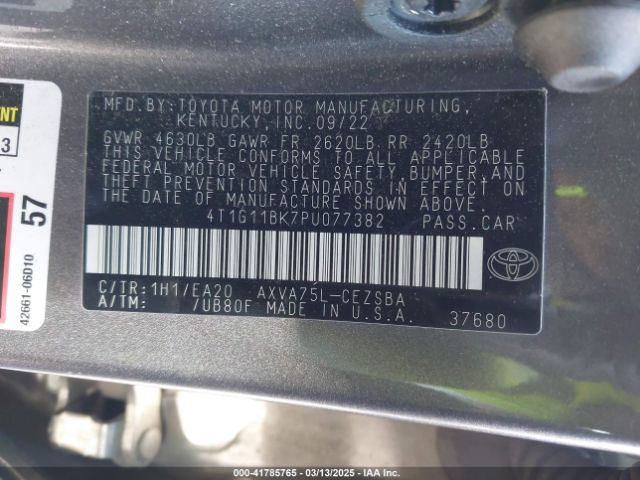 ENT
3
57
42661-06D10
MFD.BY:TOYOTA MOTOR MANUFACTURING,
KENTUCKY,INC.09/22
GVWR 4630LB GAWR FR 2620LB RR 2420LB
THIS VEHICLE CONFORMS TO ALL APPLICABLE
FEDERAL MOTOR VEHICLE SAFETY,BUMPER,AND
THEFT PREVENTION STANDARDS IN EFFECT ON
THE DATE OF MANUFACTURE SHOWN ABOVE.
4T1G11BK7PU077382 PASS.CAR
C/TR:1H1/EA20 AXVA75L-CEZSBA
A/TM: /UB80F MADE IN U.S.A. 37680
000-41785765 | 03/13/2025 | IAA Inc.